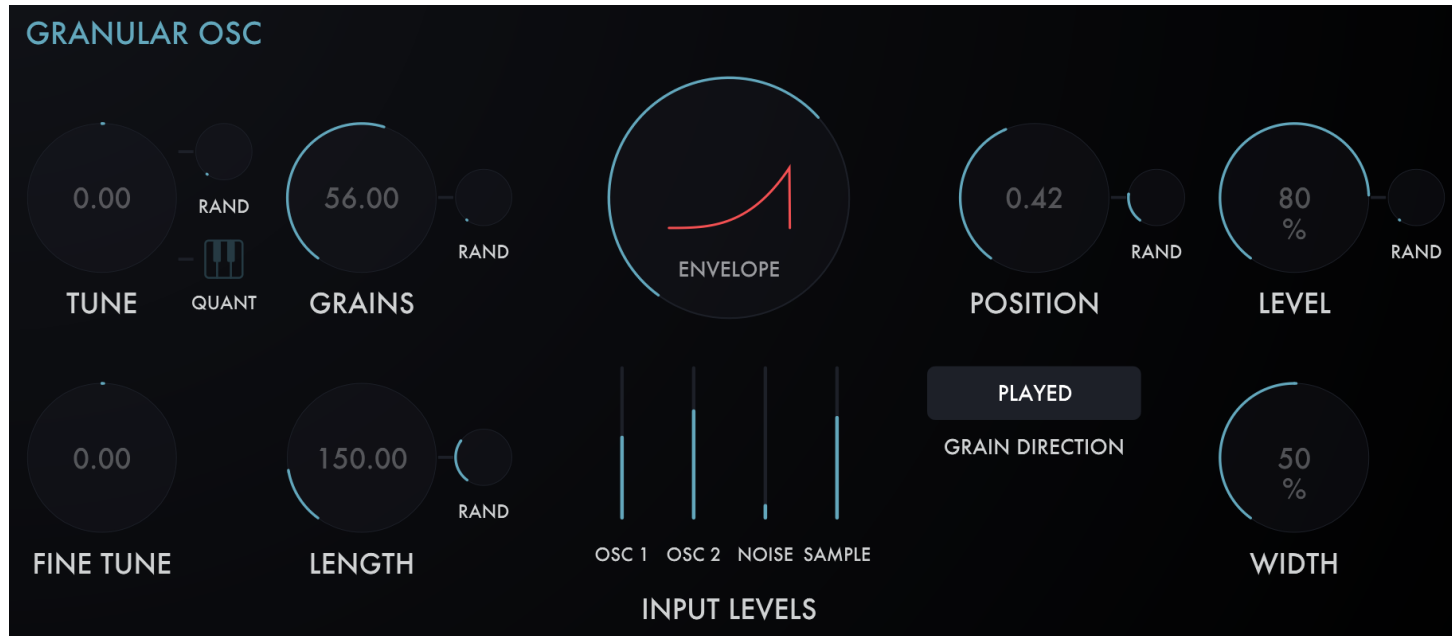 GRANULAR OSC
0.00
RAND
QUANT
TUNE
56.00
RAND
GRAINS
ENVELOPE
0.42
RAND
POSITION
80
%
RAND
LEVEL
0.00
FINE TUNE
150.00
RAND
LENGTH
OSC 1 OSC 2 NOISE SAMPLE
INPUT LEVELS
PLAYED
GRAIN DIRECTION
50
%
WIDTH